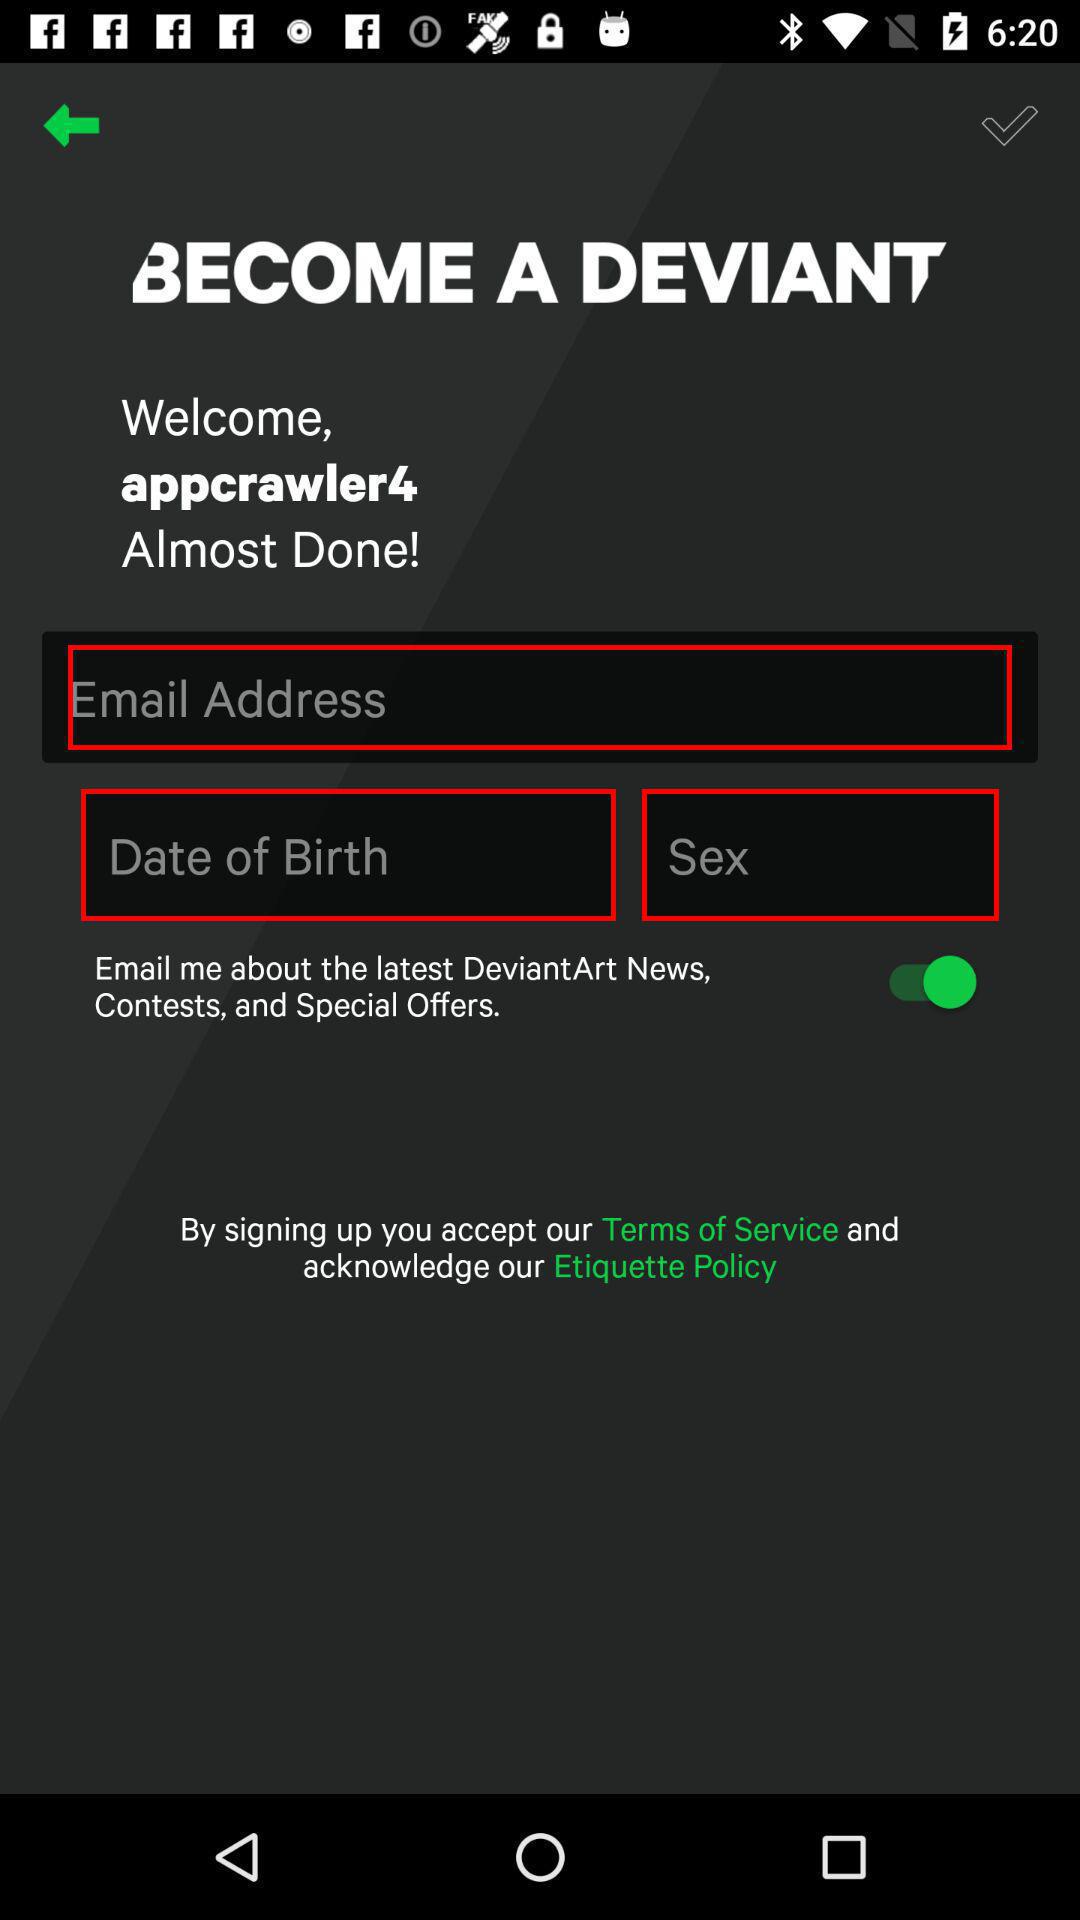 FAKE
6:20
BECOME A DEVIANT
Welcome,
appcrawler4
Almost Done!
Email Address
Date of Birth
Sex
Email me about the latest DeviantArt News,
Contests, and Special Offers.
By signing up you accept our Terms of Service and
acknowledge our Etiquette Policy